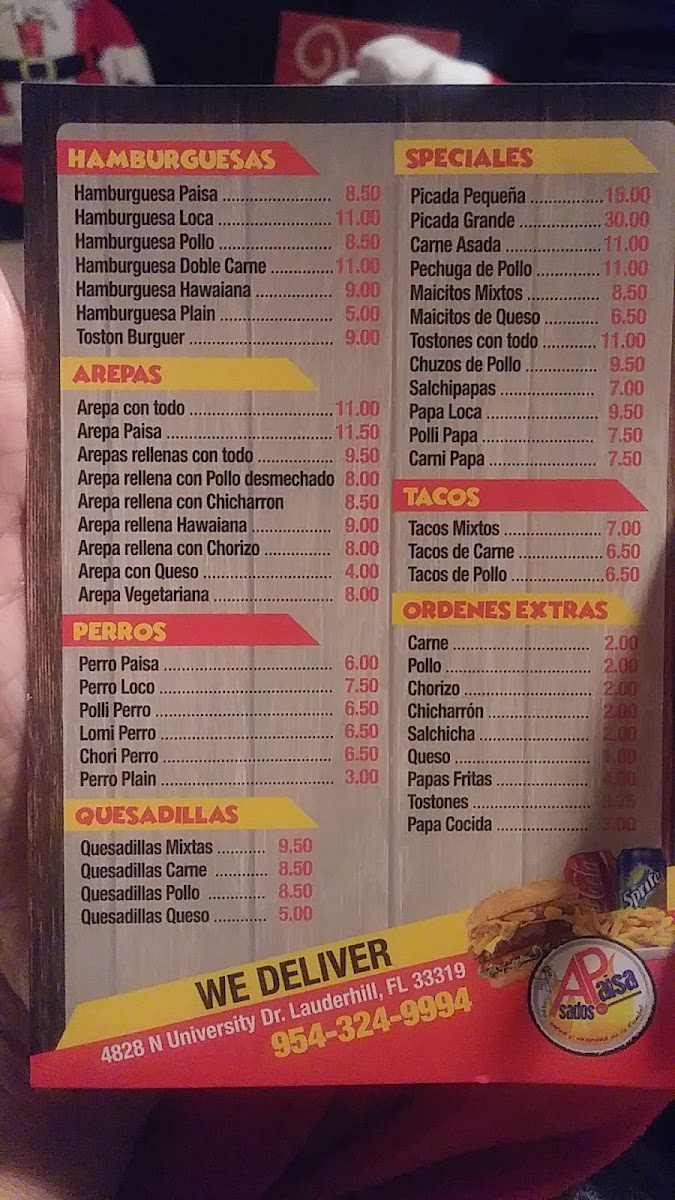 HAMBURGUESAS
Hamburguesa Paisa ........................ 8.50
Hamburguesa Loca ........................ 11.00
Hamburguesa Pollo ........................ 8.50
Hamburguesa Doble Carne ............. 11.00
Hamburguesa Hawaiana ................ 9.00
Hamburguesa Plain ........................ 5.00
Toston Burguer .............................. 9.00
AREPAS
Arepa con todo ............................... 11.00
Arepa Paisa .................................... 11.50
Arepas rellenas con todo ................ 9.50
Arepa rellena con Pollo desmechado 8.00
Arepa rellena con Chicharron 8.50
Arepa rellena Hawaiana ................. 9.00
Arepa rellena con Chorizo .............. 8.00
Arepa con Queso ............................ 4.00
Arepa Vegetariana .......................... 8.00
PERROS
Perro Paisa ..................................... 6.00
Perro Loco ...................................... 7.50
Polli Perro ....................................... 6.50
Lomi Perro ...................................... 6.50
Chori Perro ..................................... 6.50
Perro Plain ...................................... 3.00
QUESADILLAS
Quesadillas Mixtas ........... 9.50
Quesadillas Carne ............ 8.50
Quesadillas Pollo ............. 8.50
Quesadillas Queso ............ 5.00
SPECIALES
Picada Pequeña ................ 15.00
Picada Grande .................. 30.00
Carne Asada ..................... 11.00
Pechuga de Pollo .............. 11.00
Maicitos Mixtos ................ 8.50
Maicitos de Queso ............ 6.50
Tostones con todo ............ 11.00
Chuzos de Pollo ................ 9.50
Salchipapas ...................... 7.00
Papa Loca ......................... 9.50
Polli Papa .......................... 7.50
Carni Papa ........................ 7.50
TACOS
Tacos Mixtos ..................... 7.00
Tacos de Carne .................. 6.50
Tacos de Pollo ................... 6.50
ORDENES EXTRAS
Carne ................................ 2.00
Pollo ................................. 2.00
Chorizo ............................. 2.00
Chicharrón ........................ 2.00
Salchicha .......................... 2.00
Queso ............................... 1.00
Papas Fritas ...................... 4.00
Tostones ...........................
Papa Cocida ...................... 3.00
WE DELIVER
4828 N University Dr. Lauderhill, FL 33319
954-324-9994
Sprite
Asados Paisa